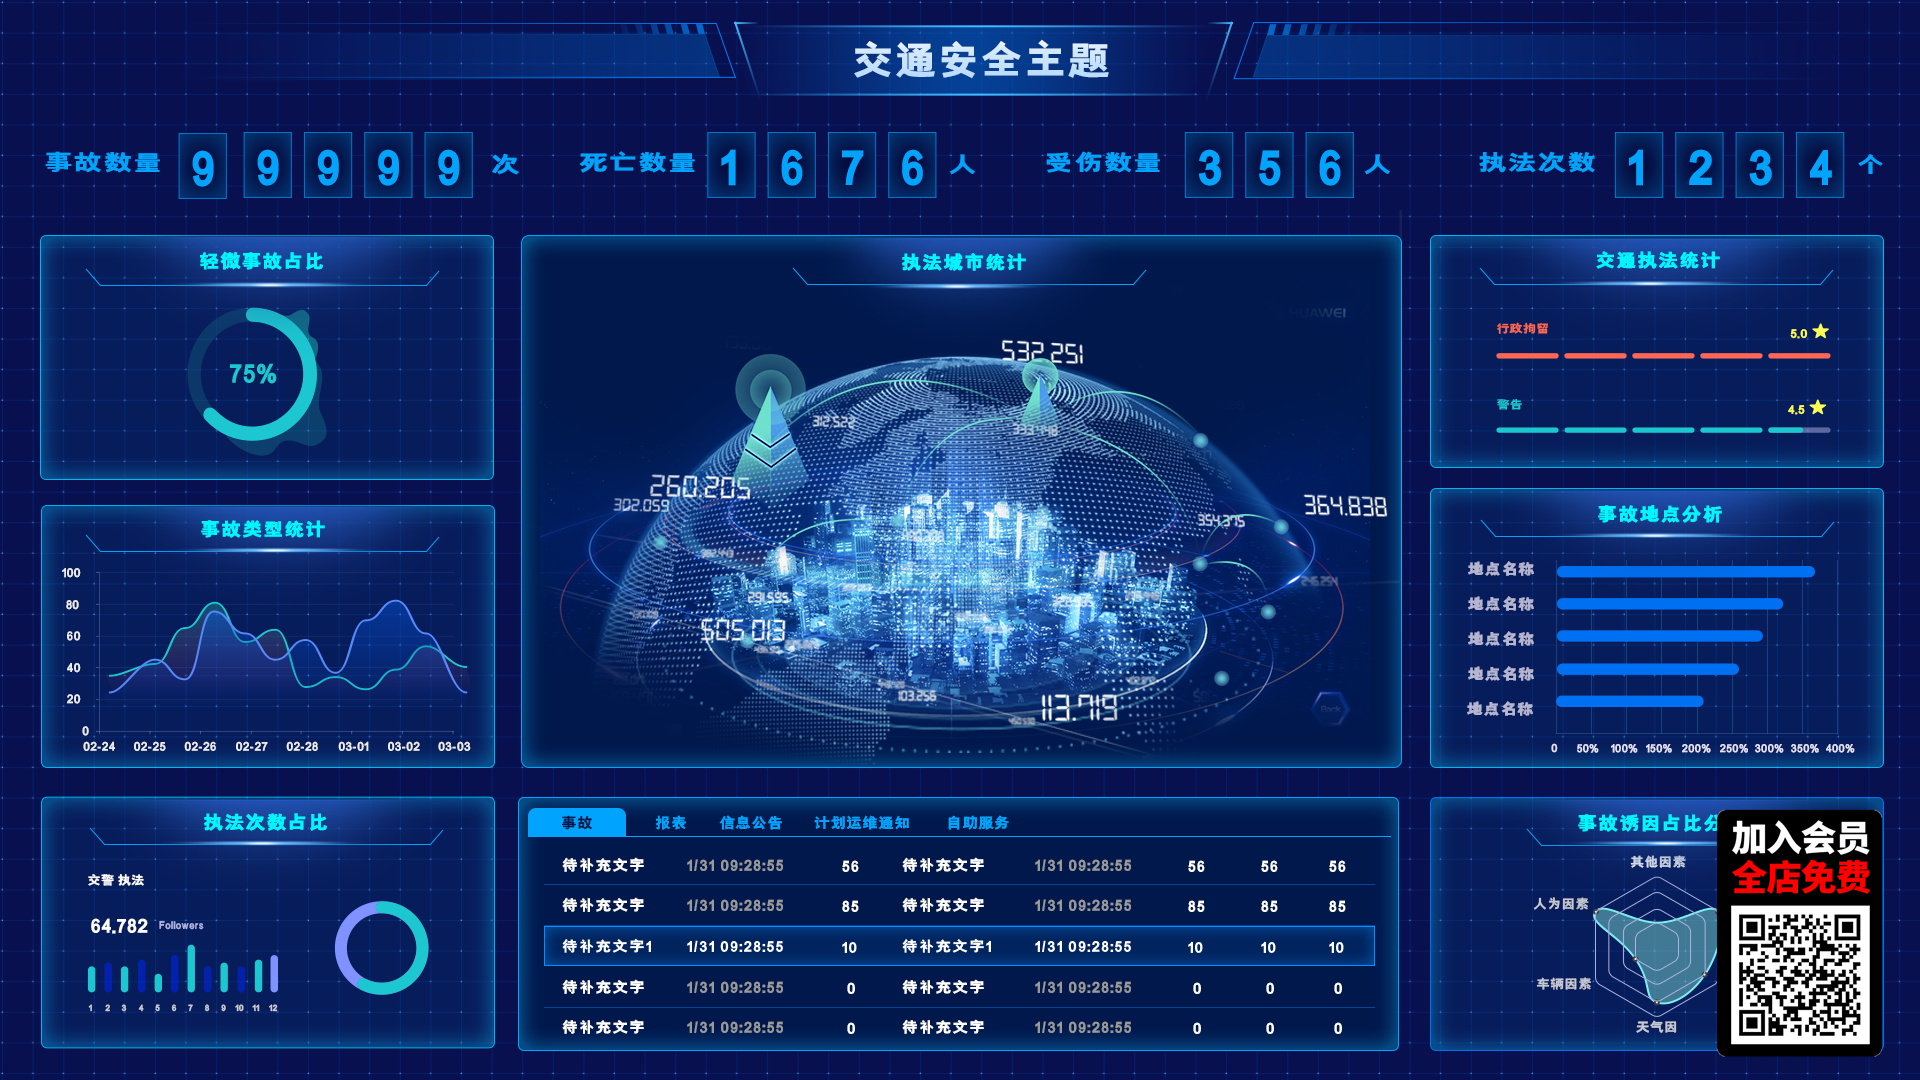 交通安全主题
事故数量 9 9 9 9 9 次
死亡数量 1 6 7 6 人
受伤数量 3 5 6 人
执法次数 1 2 3 4 个
轻微事故占比
75%
事故类型统计
100
80
60
40
20
0
02-24 02-25 02-26 02-27 02-28 03-01 03-02 03-03
执法次数占比
交警 执法
64.782 Followers
1 2 3 4 5 6 7 8 9 10 11 12
执法城市统计
HUAWEI
532.251
312.522
333.448
260.205
302.059
364.838
354.375
291.595
505.013
103.256
113.719
Back
事故 报表 信息公告 计划运维通知 自助服务
待补充文字 1/31 09:28:55 56 待补充文字 1/31 09:28:55 56 56 56
待补充文字 1/31 09:28:55 85 待补充文字 1/31 09:28:55 85 85 85
待补充文字1 1/31 09:28:55 10 待补充文字1 1/31 09:28:55 10 10 10
待补充文字 1/31 09:28:55 0 待补充文字 1/31 09:28:55 0 0 0
待补充文字 1/31 09:28:55 0 待补充文字 1/31 09:28:55 0 0 0
交通执法统计
行政拘留 5.0
警告 4.5
事故地点分析
地点名称
地点名称
地点名称
地点名称
地点名称
0 50% 100% 150% 200% 250% 300% 350% 400%
事故诱因占比分
其他因素
人为因素
车辆因素
天气因
加入会员
全店免费